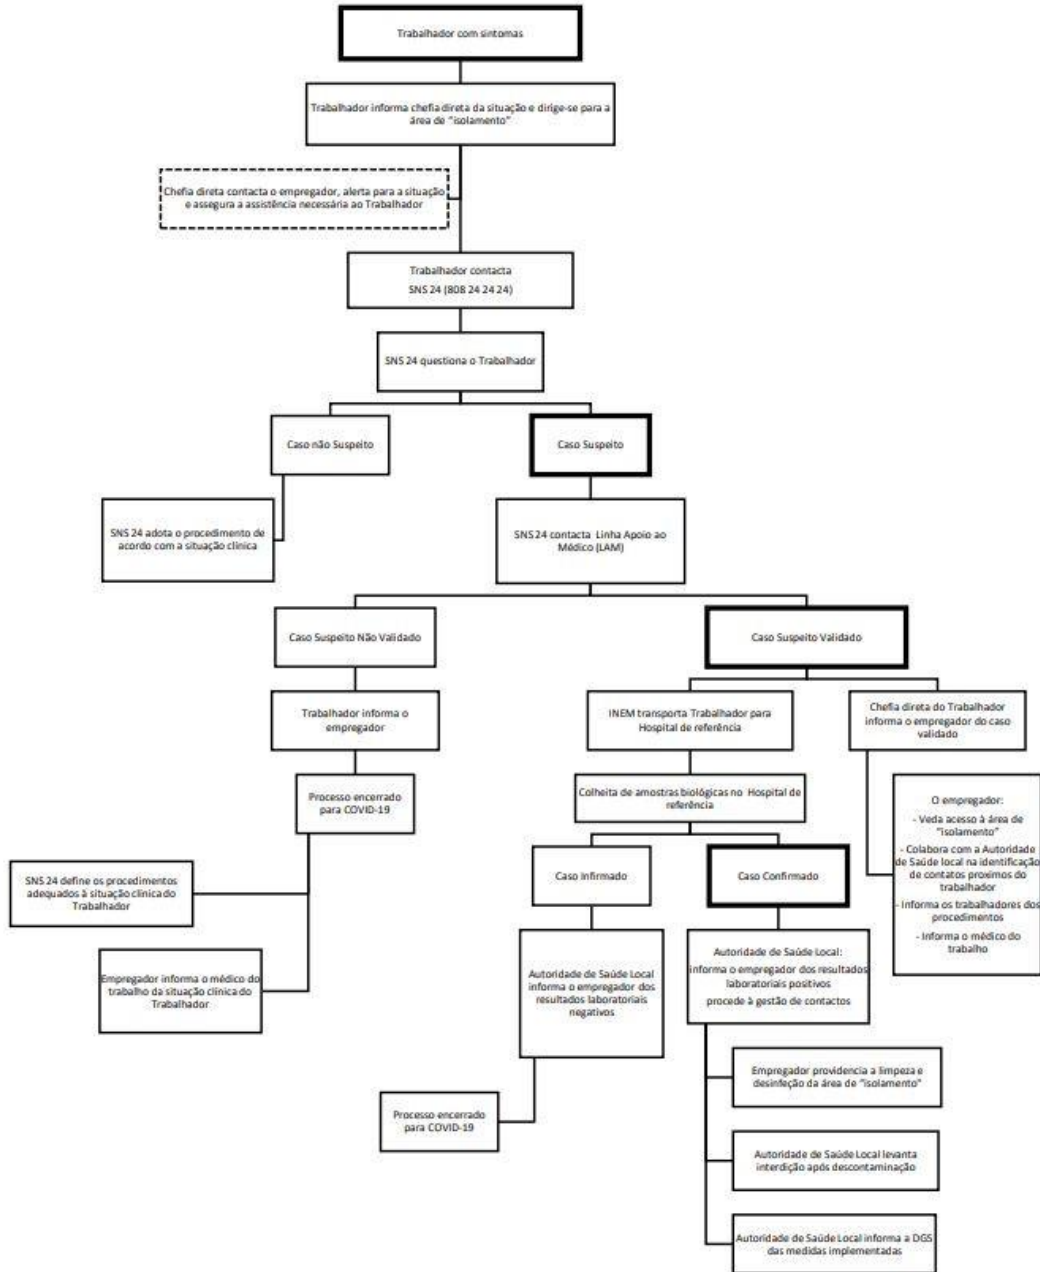 Trabalhador com sintomas
Trabalhador informa chefia direta da situação e dirige-se para a
área de "isolamento"
Chefia direta contacta o empregador, alerta para a situação
e assegura a assistência necessária ao Trabalhador
Trabalhador contacta
SNS 24 (808 24 24 24)
SNS 24 questiona o Trabalhador
Caso não Suspeito
Caso Suspeito
SNS 24 adota o procedimento de
acordo com a situação clínica
SNS 24 contacta Linha Apoio ao
Médico (LAM)
Caso Suspeito Não Validado
Caso Suspeito Validado
Trabalhador informa o
empregador
INEM transporta Trabalhador para
Hospital de referência
Chefia direta do Trabalhador
informa o empregador do caso
validado
Processo encerrado
para COVID-19
Colheita de amostras biológicas no Hospital de
referência
O empregador:
- Veda acesso à área de
"isolamento"
- Colabora com a Autoridade
de Saúde local na identificação
de contatos proximos do
trabalhador
- Informa os trabalhadores dos
procedimentos
- Informa o médico do
trabalho
SNS 24 define os procedimentos
adequados à situação clínica do
Trabalhador
Caso Infirmado
Caso Confirmado
Empregador informa o médico do
trabalho da situação clínica do
Trabalhador
Autoridade de Saúde Local
informa o empregador dos
resultados laboratoriais
negativos
Autoridade de Saúde Local:
informa o empregador dos resultados
laboratoriais positivos
procede à gestão de contactos
Processo encerrado
para COVID-19
Empregador providencia a limpeza e
desinfeção da área de "isolamento"
Autoridade de Saúde Local levanta
interdição após descontaminação
Autoridade de Saúde Local informa a DGS
das medidas implementadas